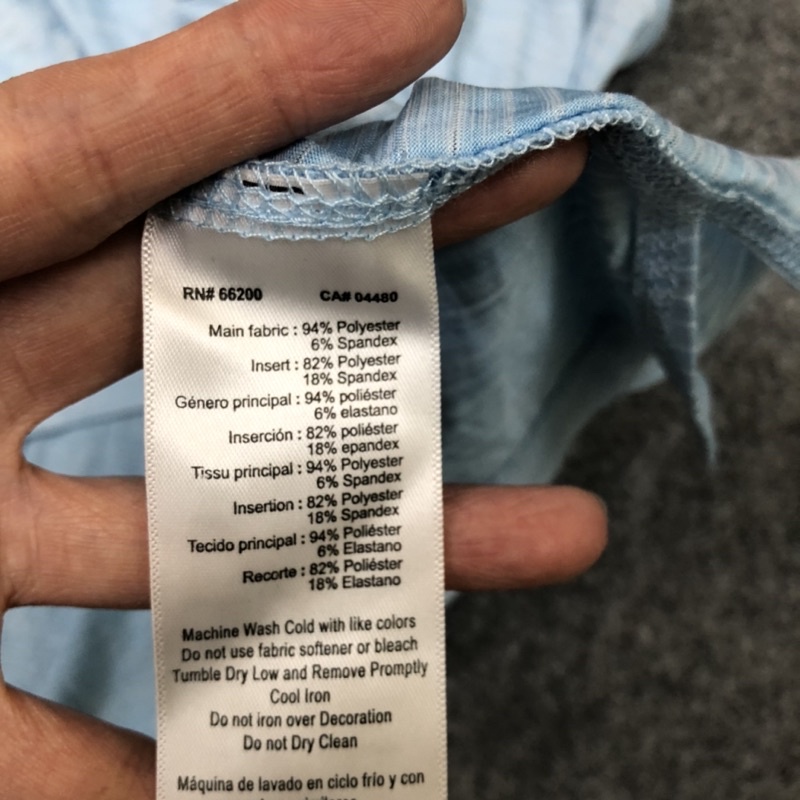 RN# 66200 CA# 04480
Main fabric : 94% Polyester
6% Spandex
Insert : 82% Polyester
18% Spandex
Género principal : 94% poliéster
6% elastano
Inserción : 82% poliéster
18% epandex
Tissu principal : 94% Polyester
6% Spandex
Insertion : 82% Polyester
18% Spandex
Tecido principal : 94% Poliéster
6% Elastano
Recorte : 82% Poliéster
18% Elastano
Machine Wash Cold with like colors
Do not use fabric softener or bleach
Tumble Dry Low and Remove Promptly
Cool Iron
Do not iron over Decoration
Do not Dry Clean
Máquina de lavado en ciclo frío y con